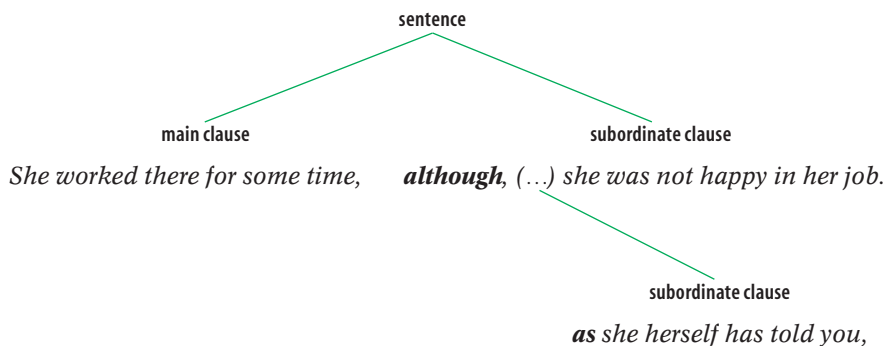 sentence
main clause subordinate clause
She worked there for some time, although, (…) she was not happy in her job.
subordinate clause
as she herself has told you,